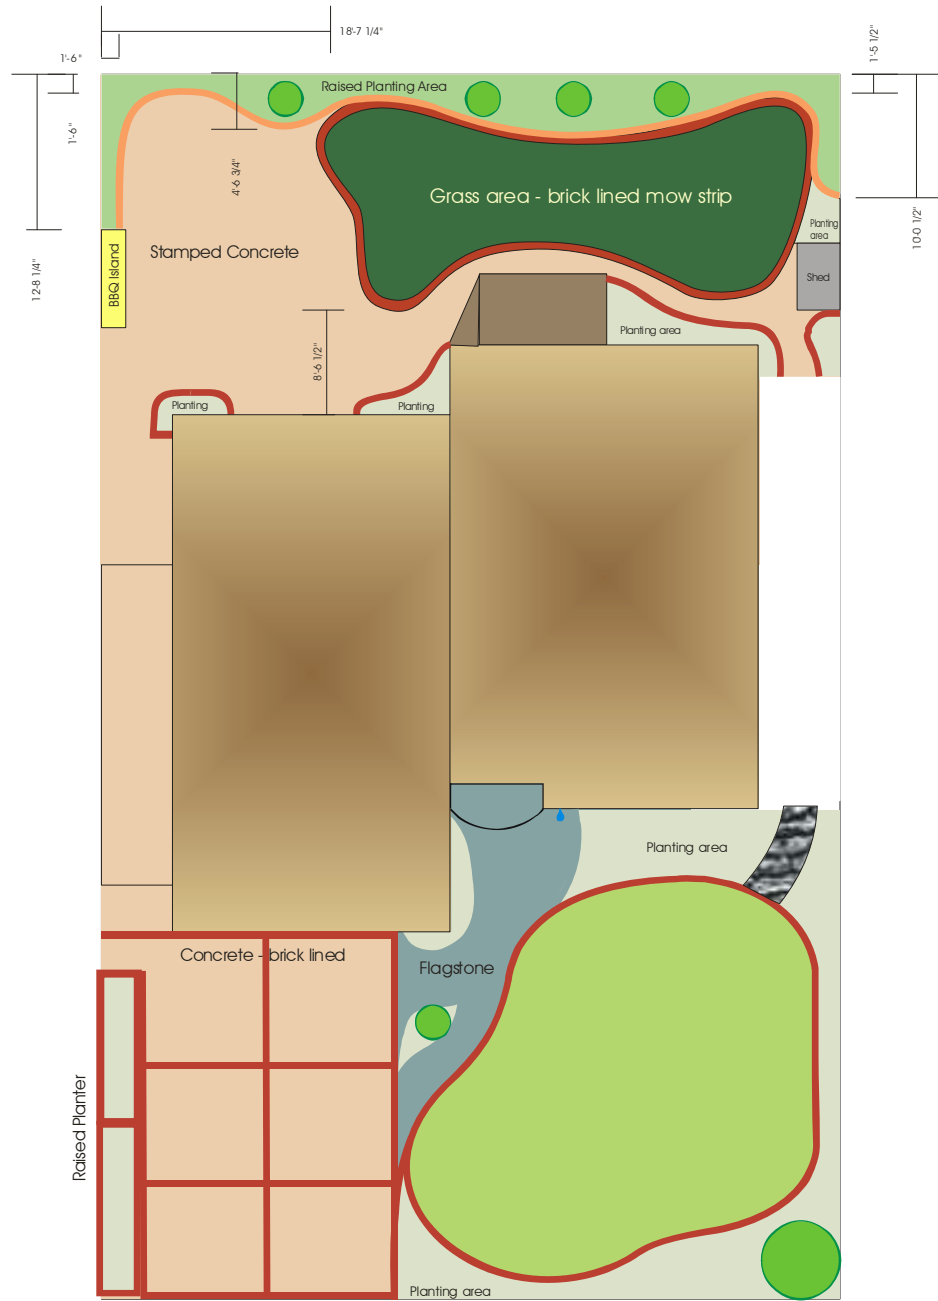 18'-7 1/4"
1'-6"
1'-5 1/2"
Raised Planting Area
1'-6"
4'-6 3/4"
Grass area - brick lined mow strip
10-0 1/2"
Planting
area
Stamped Concrete
BBQ Island
12-8 1/4"
Shed
Planting area
8'-6 1/2"
Planting
Planting
Planting area
Concrete - brick lined
Flagstone
Raised Planter
Planting area